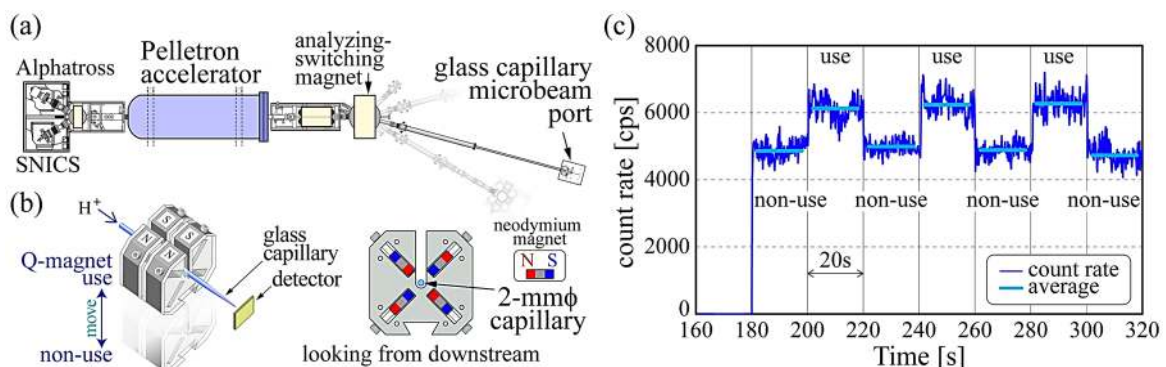 (a)
Alphatross
SNICS
Pelletron
accelerator
analyzing-
switching
magnet
glass capillary
microbeam
port
(b)
H+
S
S
N
N
N
Q-magnet
use
move
non-use
glass
capillary
detector
neodymium
magnet
N S
2-mmϕ
capillary
looking from downstream
(c)
count rate [cps]
8000
6000
4000
2000
0
use
use
use
non-use
non-use
non-use
non-use
20s
count rate
average
160 180 200 220 240 260 280 300 320
Time [s]